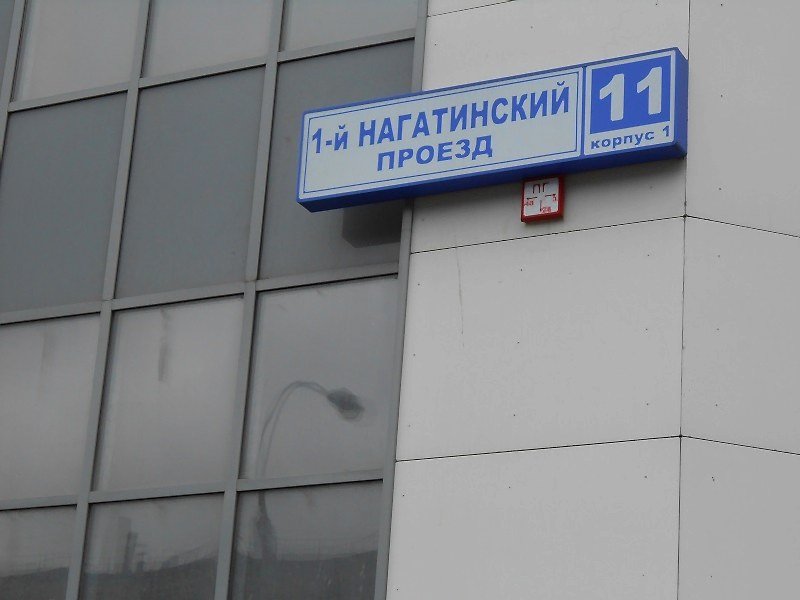 1-й НАГАТИНСКИЙ
ПРОЕЗД
11
корпус 1
ПГ